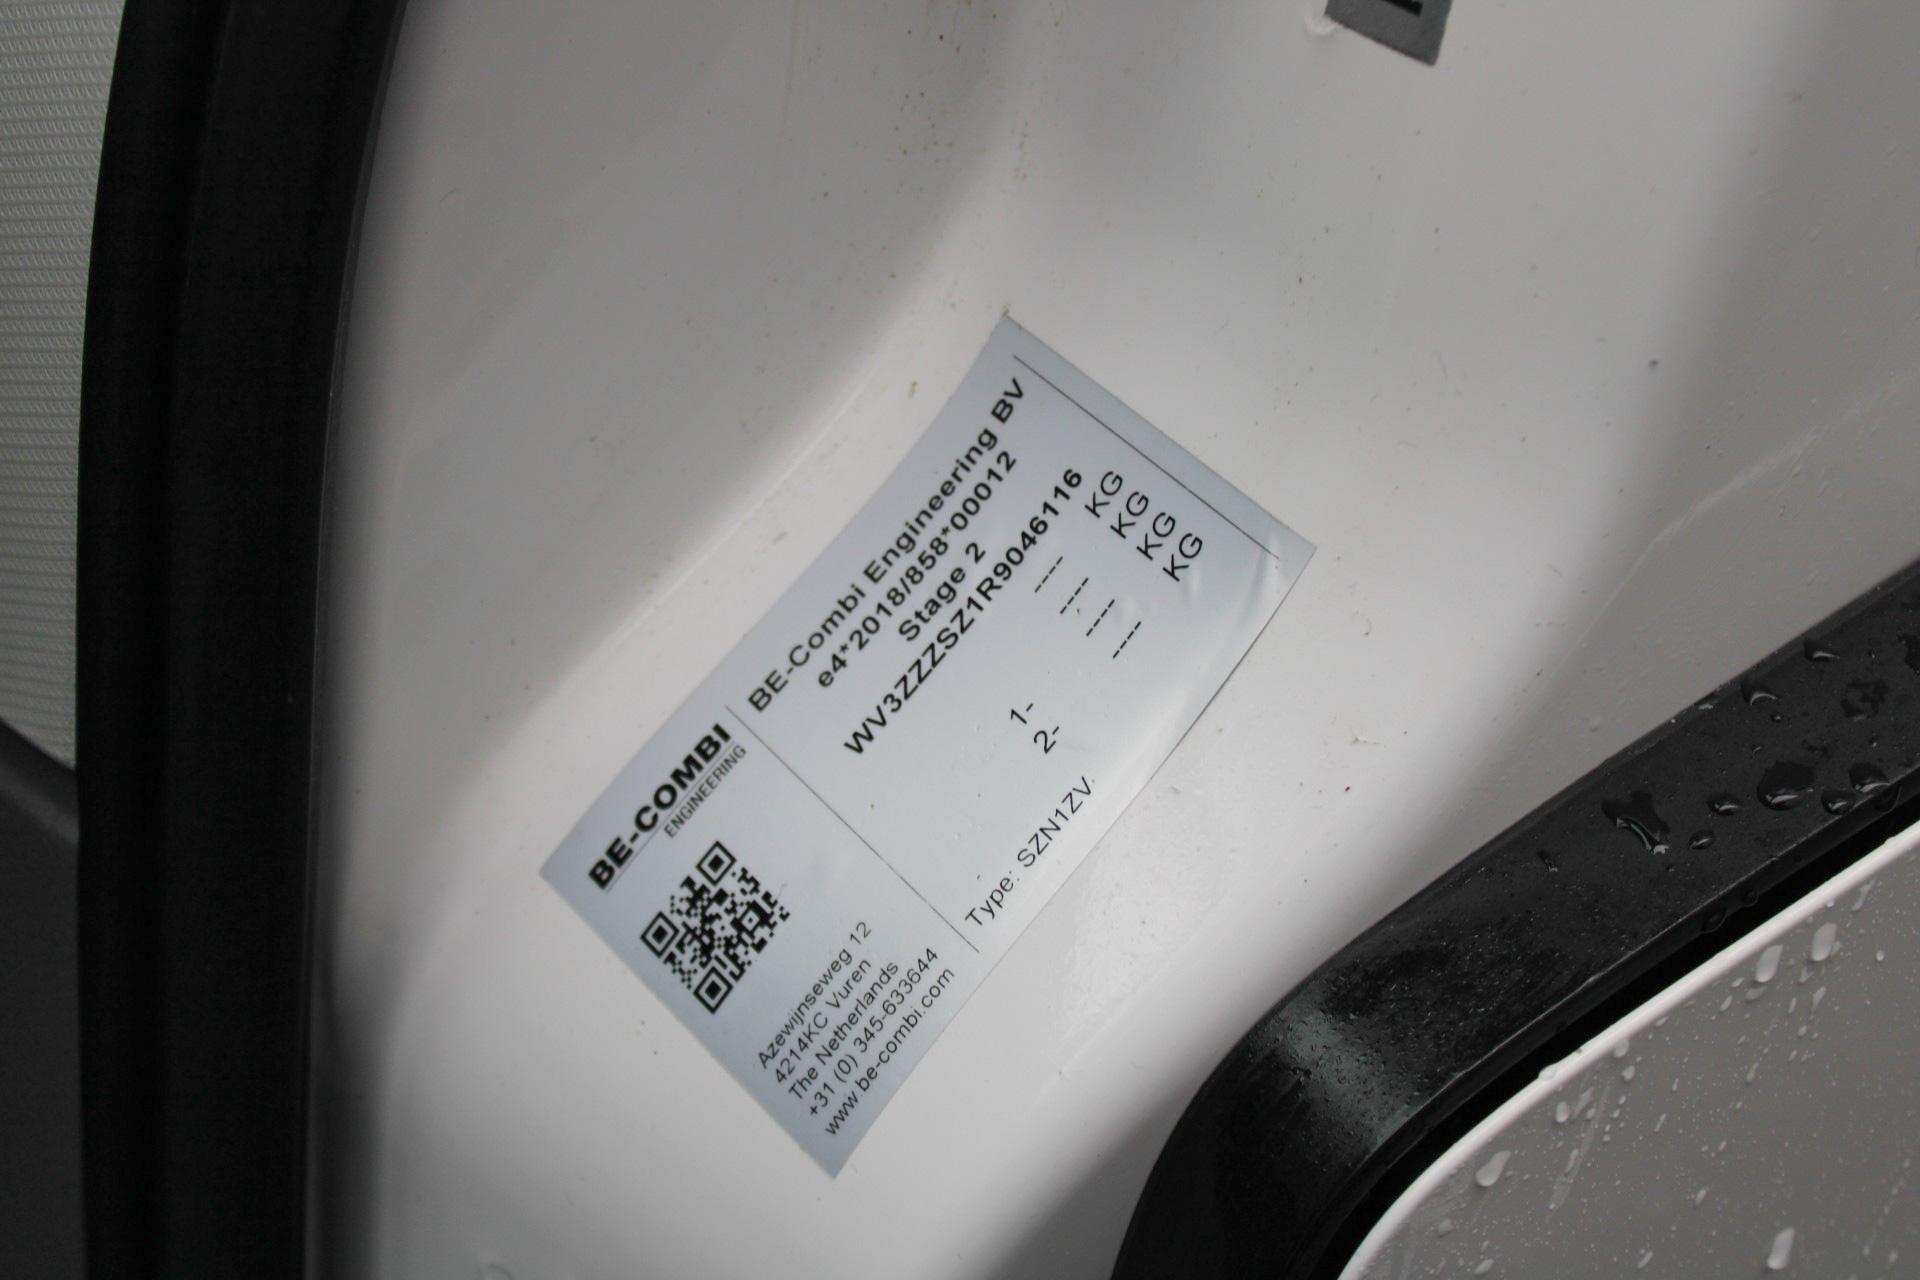 BE-COMBI
ENGINEERING
Azewijnseweg 12
4214KC Vuren
The Netherlands
+31 (0) 345-633644
www.be-combi.com
BE-Combi Engineering BV
e4*2018/858*00012
Stage 2
WV3ZZZSZ1R9046116
---- KG
---- KG
1- ---- KG
2- ---- KG
Type: SZN1ZV